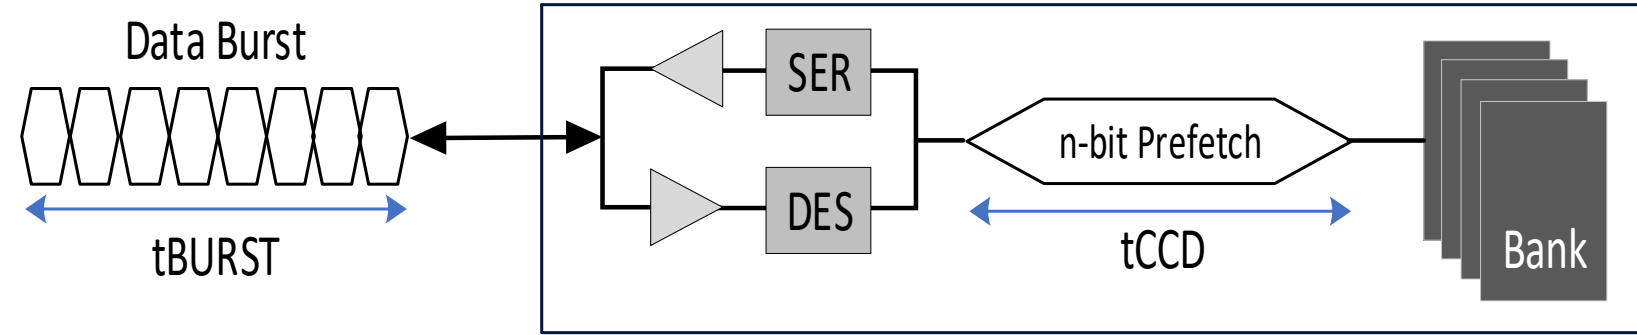 Data Burst
tBURST
SER
DES
n-bit Prefetch
tCCD
Bank